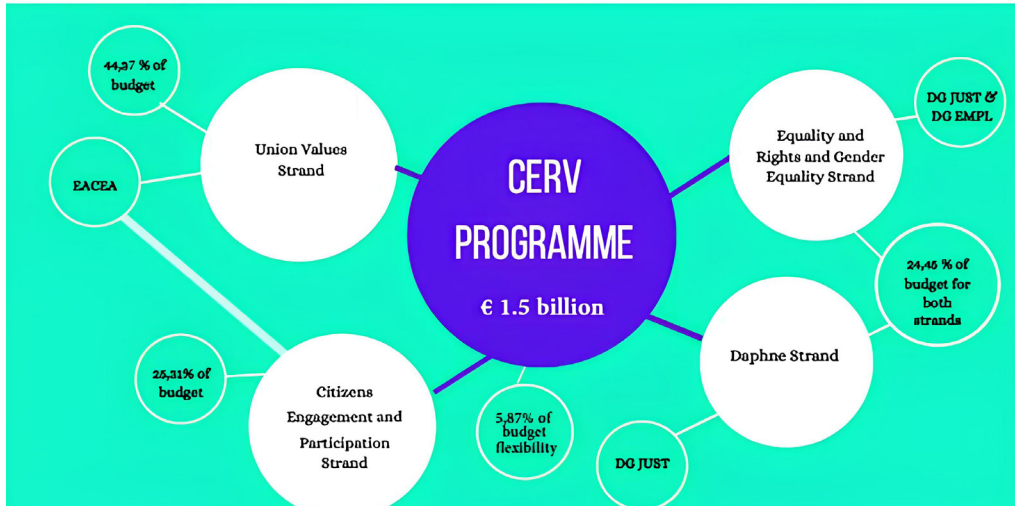 44,37 % of
budget
EACEA
Union Values
Strand
25,31% of
budget
Citizens
Engagement and
Participation
Strand
CERV
PROGRAMME
€ 1.5 billion
5,87% of
budget
flexibility
Equality and
Rights and Gender
Equality Strand
DG JUST &
DG EMPL
24,45 % of
budget for
both
strands
Daphne Strand
DG JUST